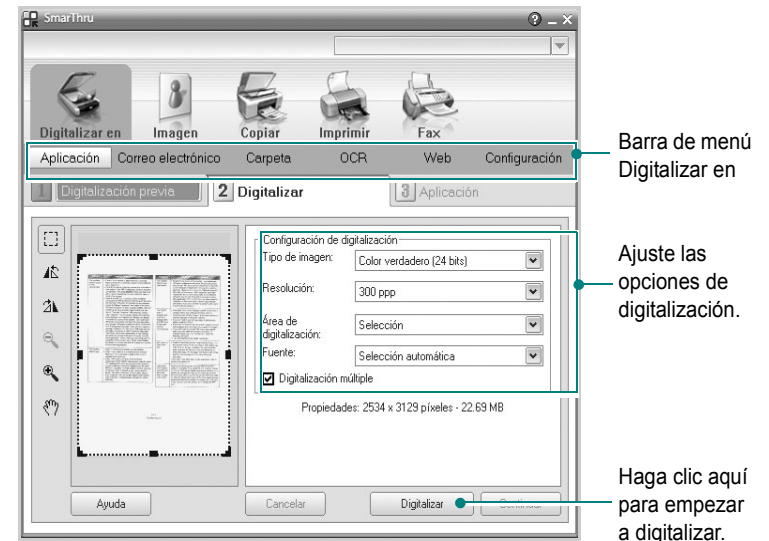 SmarThru
Digitalizar en Imagen Copiar Imprimir Fax
Aplicación Correo electrónico Carpeta OCR Web Configuración
1 Digitalización previa 2 Digitalizar 3 Aplicación
Configuración de digitalización
Tipo de imagen: Color verdadero (24 bits)
Resolución: 300 ppp
Área de
digitalización: Selección
Fuente: Selección automática
Digitalización múltiple
Propiedades: 2534 x 3129 píxeles - 22.69 MB
Ayuda Cancelar Digitalizar Continuar
Barra de menú
Digitalizar en
Ajuste las
opciones de
digitalización.
Haga clic aquí
para empezar
a digitalizar.